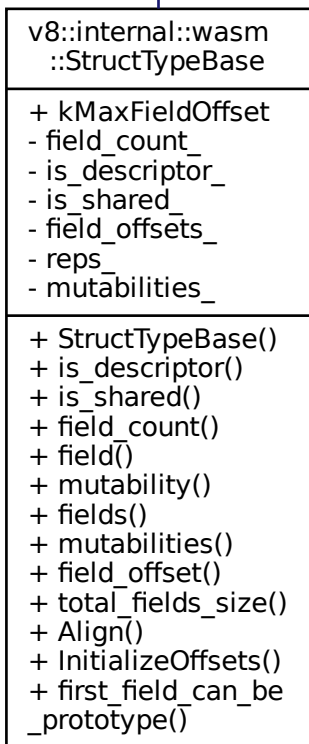 v8::internal::wasm
::StructTypeBase
+ kMaxFieldOffset
- field_count_
- is_descriptor_
- is_shared_
- field_offsets_
- reps_
- mutabilities_
+ StructTypeBase()
+ is_descriptor()
+ is_shared()
+ field_count()
+ field()
+ mutability()
+ fields()
+ mutabilities()
+ field_offset()
+ total_fields_size()
+ Align()
+ InitializeOffsets()
+ first_field_can_be
_prototype()